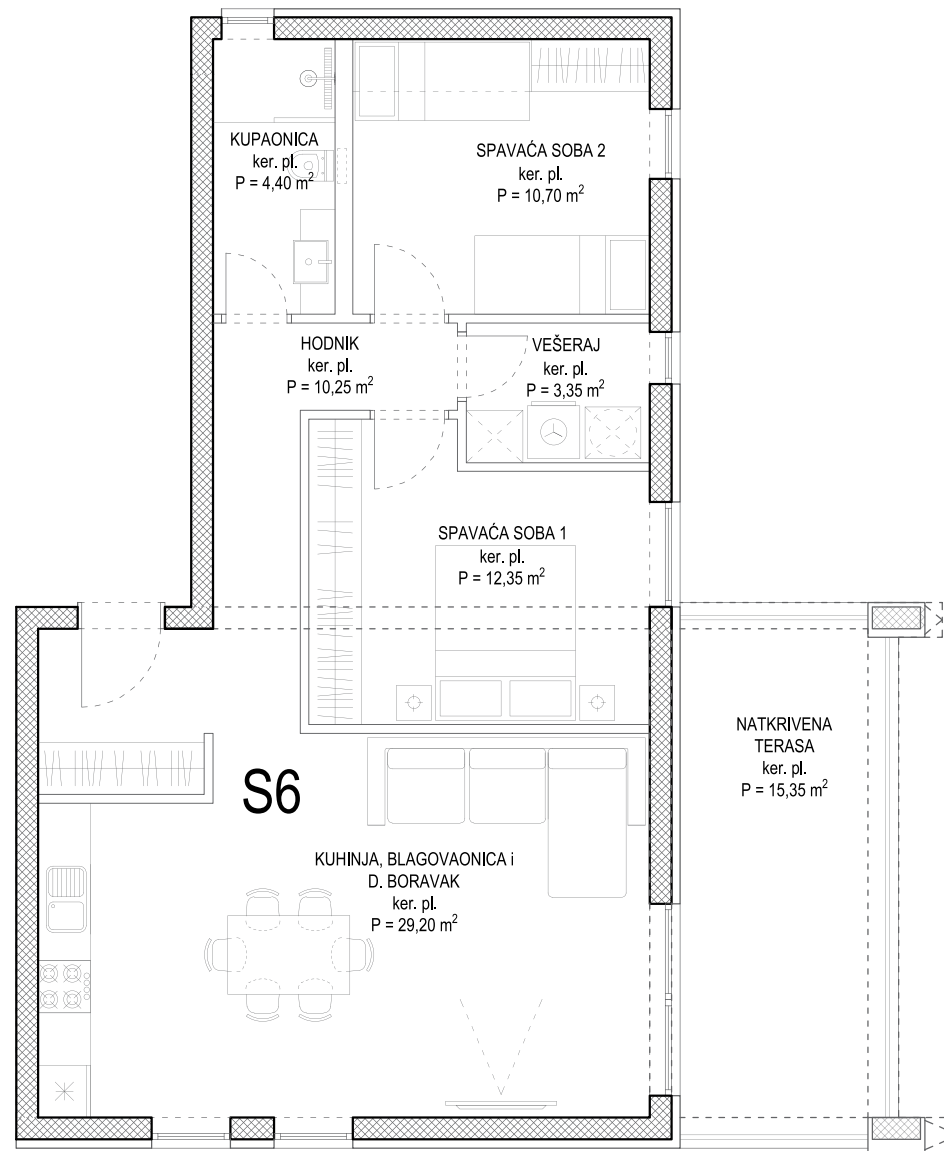 KUPAONICA
ker. pl.
P = 4,40 m²
SPAVAĆA SOBA 2
ker. pl.
P = 10,70 m²
HODNIK
ker. pl.
P = 10,25 m²
VEŠERAJ
ker. pl.
P = 3,35 m²
SPAVAĆA SOBA 1
ker. pl.
P = 12,35 m²
NATKRIVENA
TERASA
ker. pl.
P = 15,35 m²
S6
KUHINJA, BLAGOVAONICA i
D. BORAVAK
ker. pl.
P = 29,20 m²